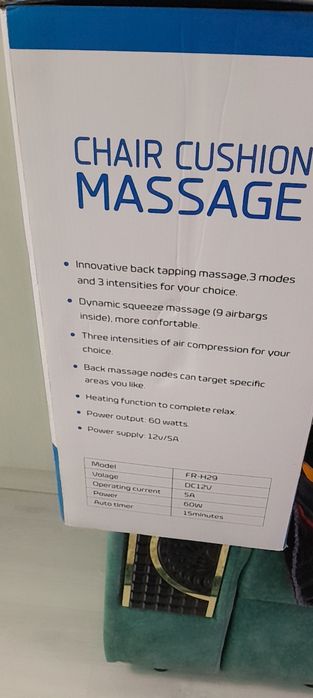 CHAIR CUSHION
MASSAGE
• Innovative back tapping massage,3 modes
and 3 intensities for your choice.
• Dynamic squeeze massage (9 airbargs
inside), more confortable.
• Three intensities of air compression for your
choice.
• Back massage nodes can target specific
areas you like.
• Heating function to complete relax.
• Power output: 60 watts.
• Power supply: 12v/5A
Model FR-H29
Volage DC12V
Operating current 5A
Power 60W
Auto timer 15minutes